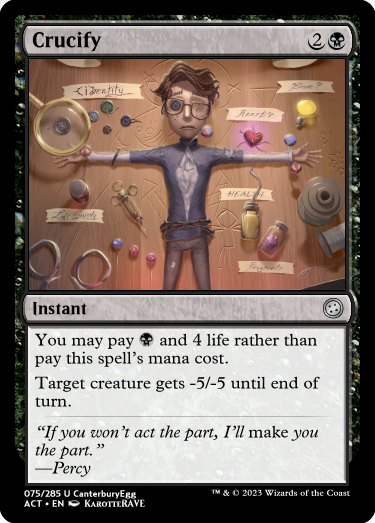 Crucify 2
Identity
Heart
HEALTH
Fragments
Instant
You may pay and 4 life rather than
pay this spell's mana cost.
Target creature gets -5/-5 until end of
turn.
“If you won't act the part, I'll make you
the part.”
—Percy
075/285 U CanterburyEgg
ACT • EN KAROTTERAVE
™ & © 2023 Wizards of the Coast